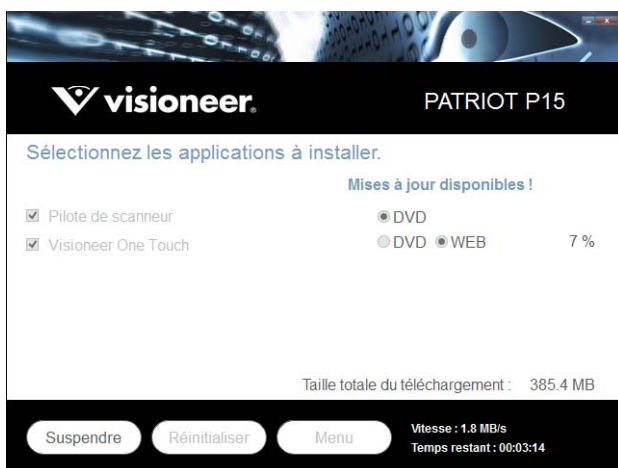 visioneer.
PATRIOT P15
Sélectionnez les applications à installer.
Mises à jour disponibles !
Pilote de scanneur DVD
Visioneer One Touch DVD WEB 7 %
Taille totale du téléchargement : 385.4 MB
Suspendre Réinitialiser Menu
Vitesse : 1.8 MB/s
Temps restant : 00:03:14